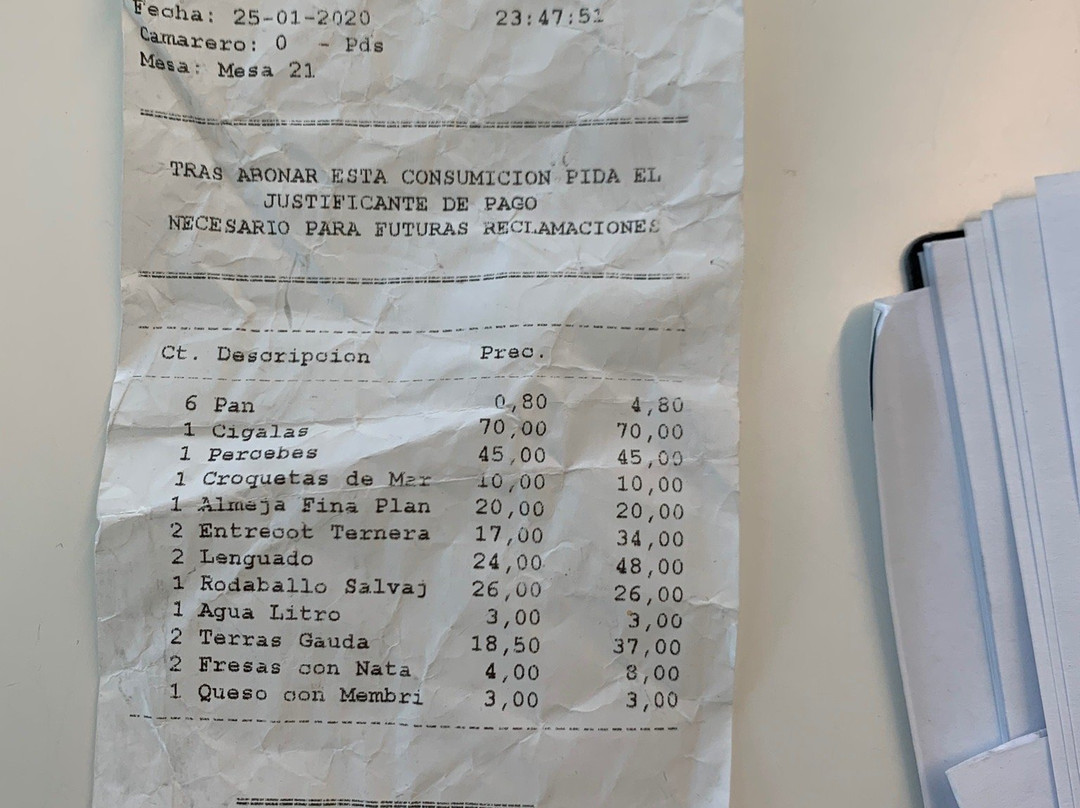 Fecha: 25-01-2020 23:47:51
Camarero: 0 - Pds
Mesa: Mesa 21
TRAS ABONAR ESTA CONSUMICION PIDA EL
JUSTIFICANTE DE PAGO
NECESARIO PARA FUTURAS RECLAMACIONES
Ct. Descripcion Prec.
6 Pan 0,80 4,80
1 Cigalas 70,00 70,00
1 Percebes 45,00 45,00
1 Croquetas de Mar 10,00 10,00
1 Almeja Fina Plan 20,00 20,00
2 Entrecot Ternera 17,00 34,00
2 Lenguado 24,00 48,00
1 Rodaballo Salvaj 26,00 26,00
1 Agua Litro 3,00 3,00
2 Terras Gauda 18,50 37,00
2 Fresas con Nata 4,00 8,00
1 Queso con Membri 3,00 3,00